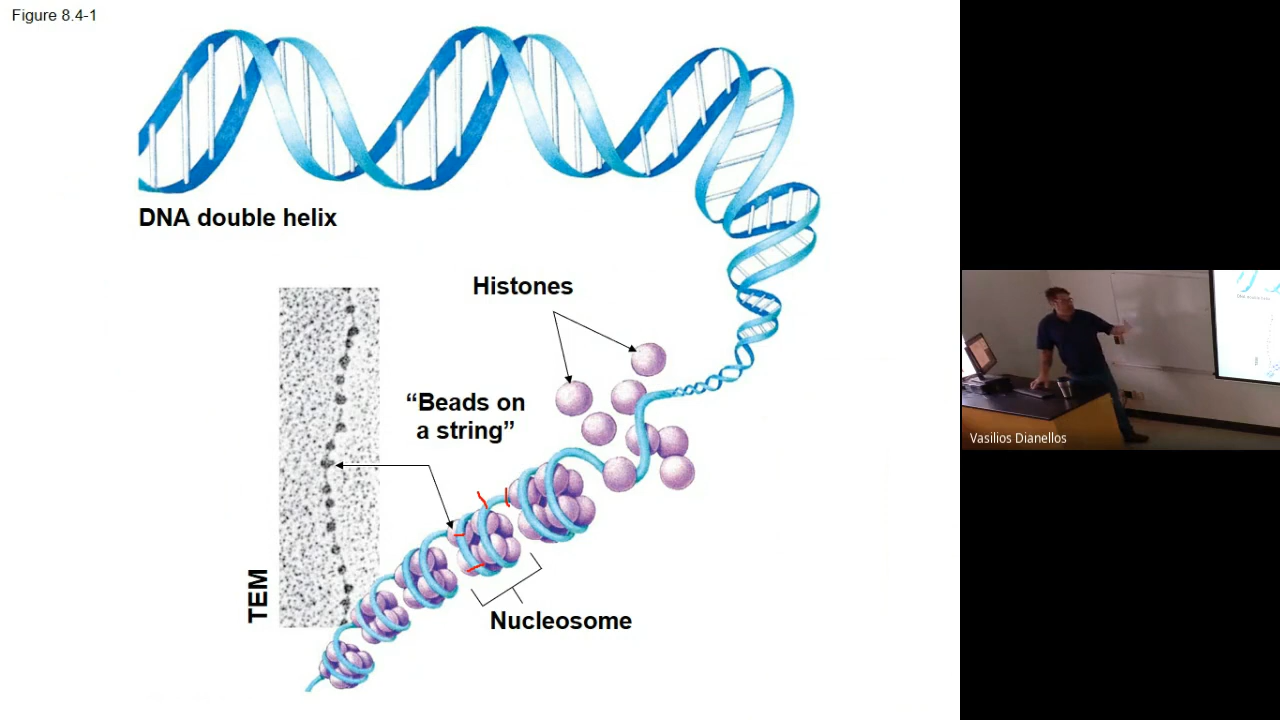 Figure 8.4-1
DNA double helix
Histones
“Beads on
a string”
TEM
Nucleosome
Vasilios Dianellos